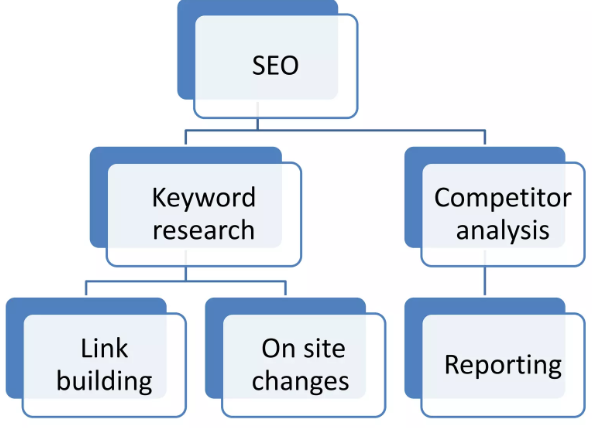 SEO
Keyword
research
Competitor
analysis
Link
building
On site
changes
Reporting